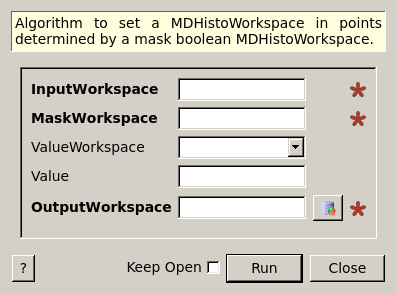 Algorithm to set a MDHistoWorkspace in points
determined by a mask boolean MDHistoWorkspace.
InputWorkspace
MaskWorkspace
ValueWorkspace
Value
OutputWorkspace
? Keep Open Run Close